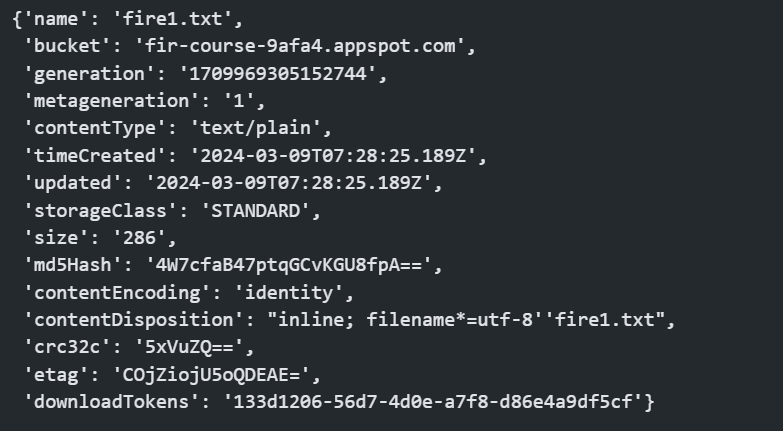 {'name': 'fire1.txt',
'bucket': 'fir-course-9afa4.appspot.com',
'generation': '1709969305152744',
'metageneration': '1',
'contentType': 'text/plain',
'timeCreated': '2024-03-09T07:28:25.189Z',
'updated': '2024-03-09T07:28:25.189Z',
'storageClass': 'STANDARD',
'size': '286',
'md5Hash': '4W7cfaB47ptqGCvKGU8fpA==',
'contentEncoding': 'identity',
'contentDisposition': "inline; filename*=utf-8''fire1.txt",
'crc32c': '5xVuZQ==',
'etag': 'COjZiojU5oQDEAE=',
'downloadTokens': '133d1206-56d7-4d0e-a7f8-d86e4a9df5cf'}